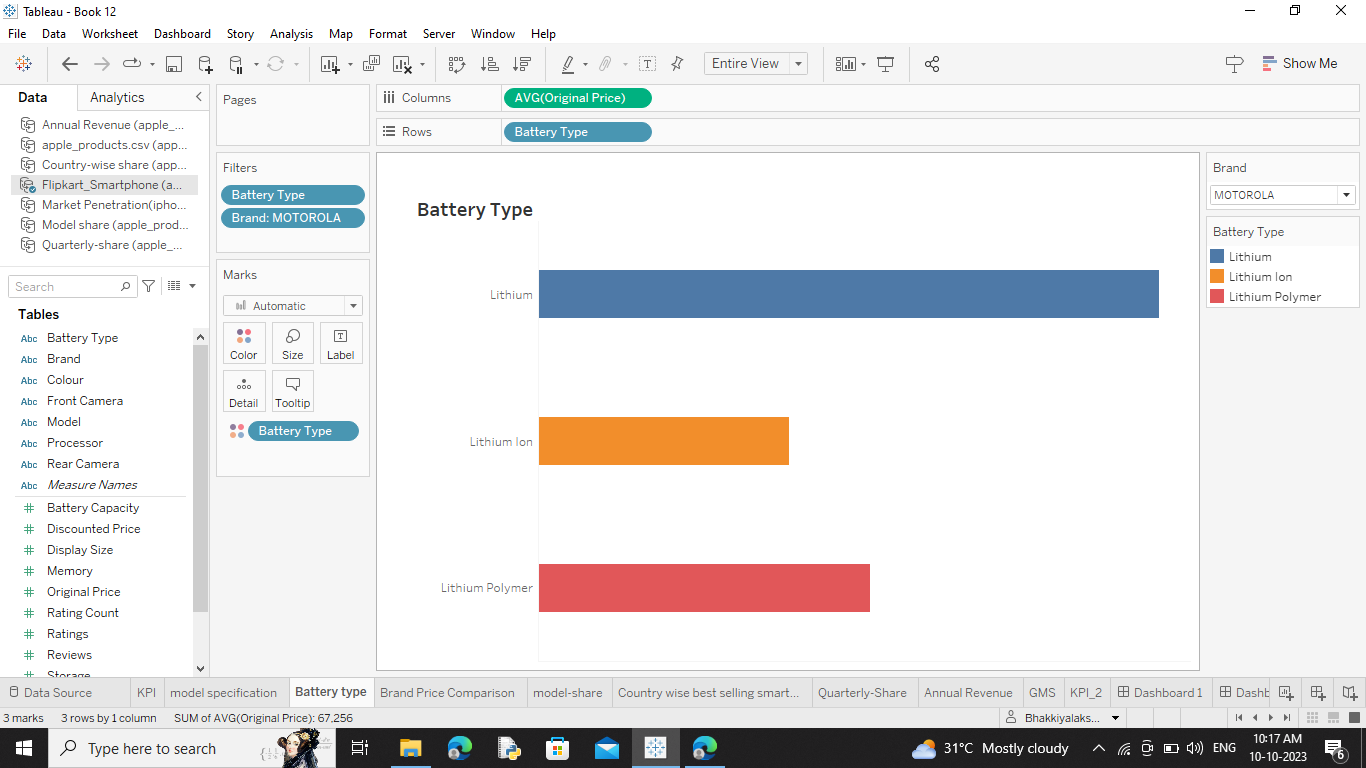 Tableau - Book 12
File Data Worksheet Dashboard Story Analysis Map Format Server Window Help
Entire View
Show Me
Data Analytics
Annual Revenue (apple_...
apple_products.csv (app...
Country-wise share (app...
Flipkart_Smartphone (a...
Market Penetration(ipho...
Model share (apple_prod...
Quarterly-share (apple_...
Search
Tables
Abc Battery Type
Abc Brand
Abc Colour
Abc Front Camera
Abc Model
Abc Processor
Abc Rear Camera
Abc Measure Names
# Battery Capacity
# Discounted Price
# Display Size
# Memory
# Original Price
# Rating Count
# Ratings
# Reviews
# Storage
Pages
Filters
Battery Type
Brand: MOTOROLA
Marks
Automatic
Color Size Label
Detail Tooltip
Battery Type
Columns AVG(Original Price)
Rows Battery Type
Battery Type
Lithium
Lithium Ion
Lithium Polymer
Brand
MOTOROLA
Battery Type
Lithium
Lithium Ion
Lithium Polymer
Data Source KPI model specification Battery type Brand Price Comparison model-share Country wise best selling smart... Quarterly-Share Annual Revenue GMS KPI_2 Dashboard 1 Dashb
3 marks 3 rows by 1 column SUM of AVG(Original Price): 67,256 Bhakkiyalaks...
Type here to search
31°C Mostly cloudy ENG 10:17 AM
10-10-2023 6